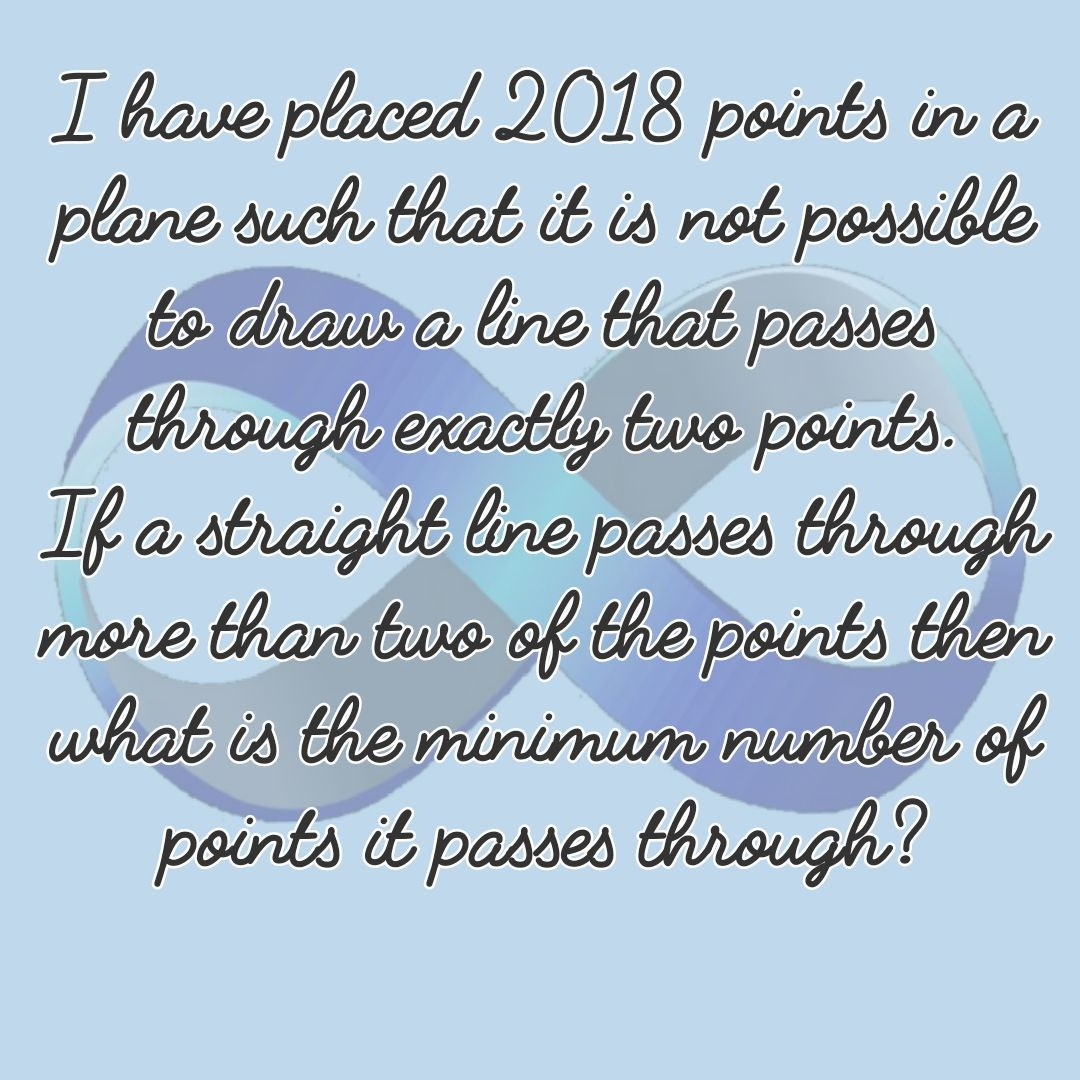 I have placed 2018 points in a
plane such that it is not possible
to draw a line that passes
through exactly two points.
If a straight line passes through
more than two of the points then
what is the minimum number of
points it passes through?